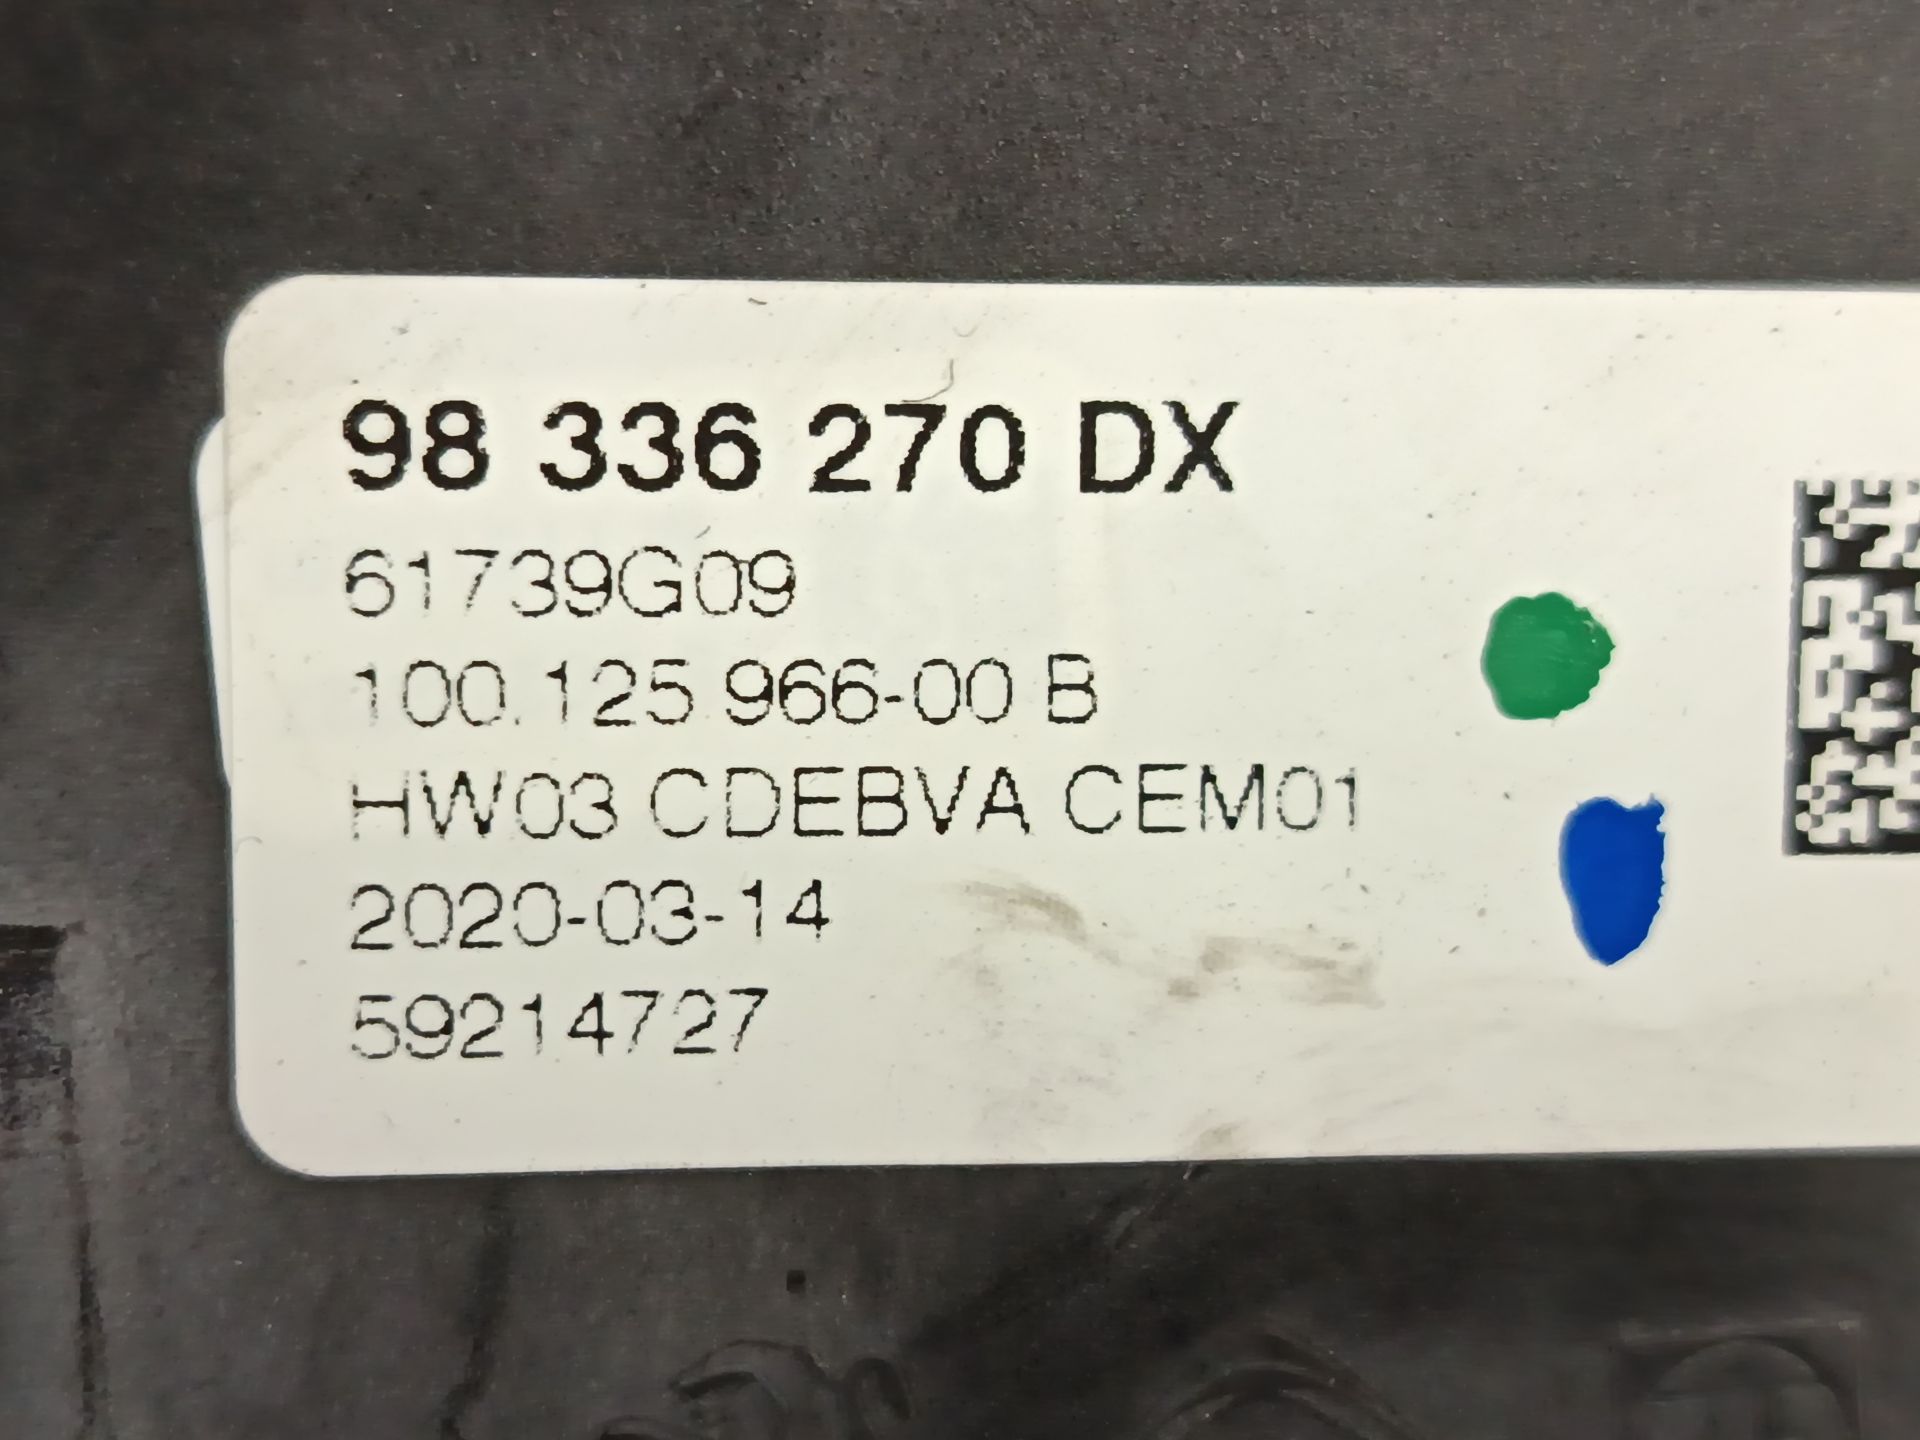 98 336 270 DX
61739G09
100.125.966-00 B
HW03 CDEBVA CEM01
2020-03-14
59214727